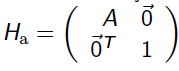 H_a = ( A 0⃗
0⃗^T 1 )